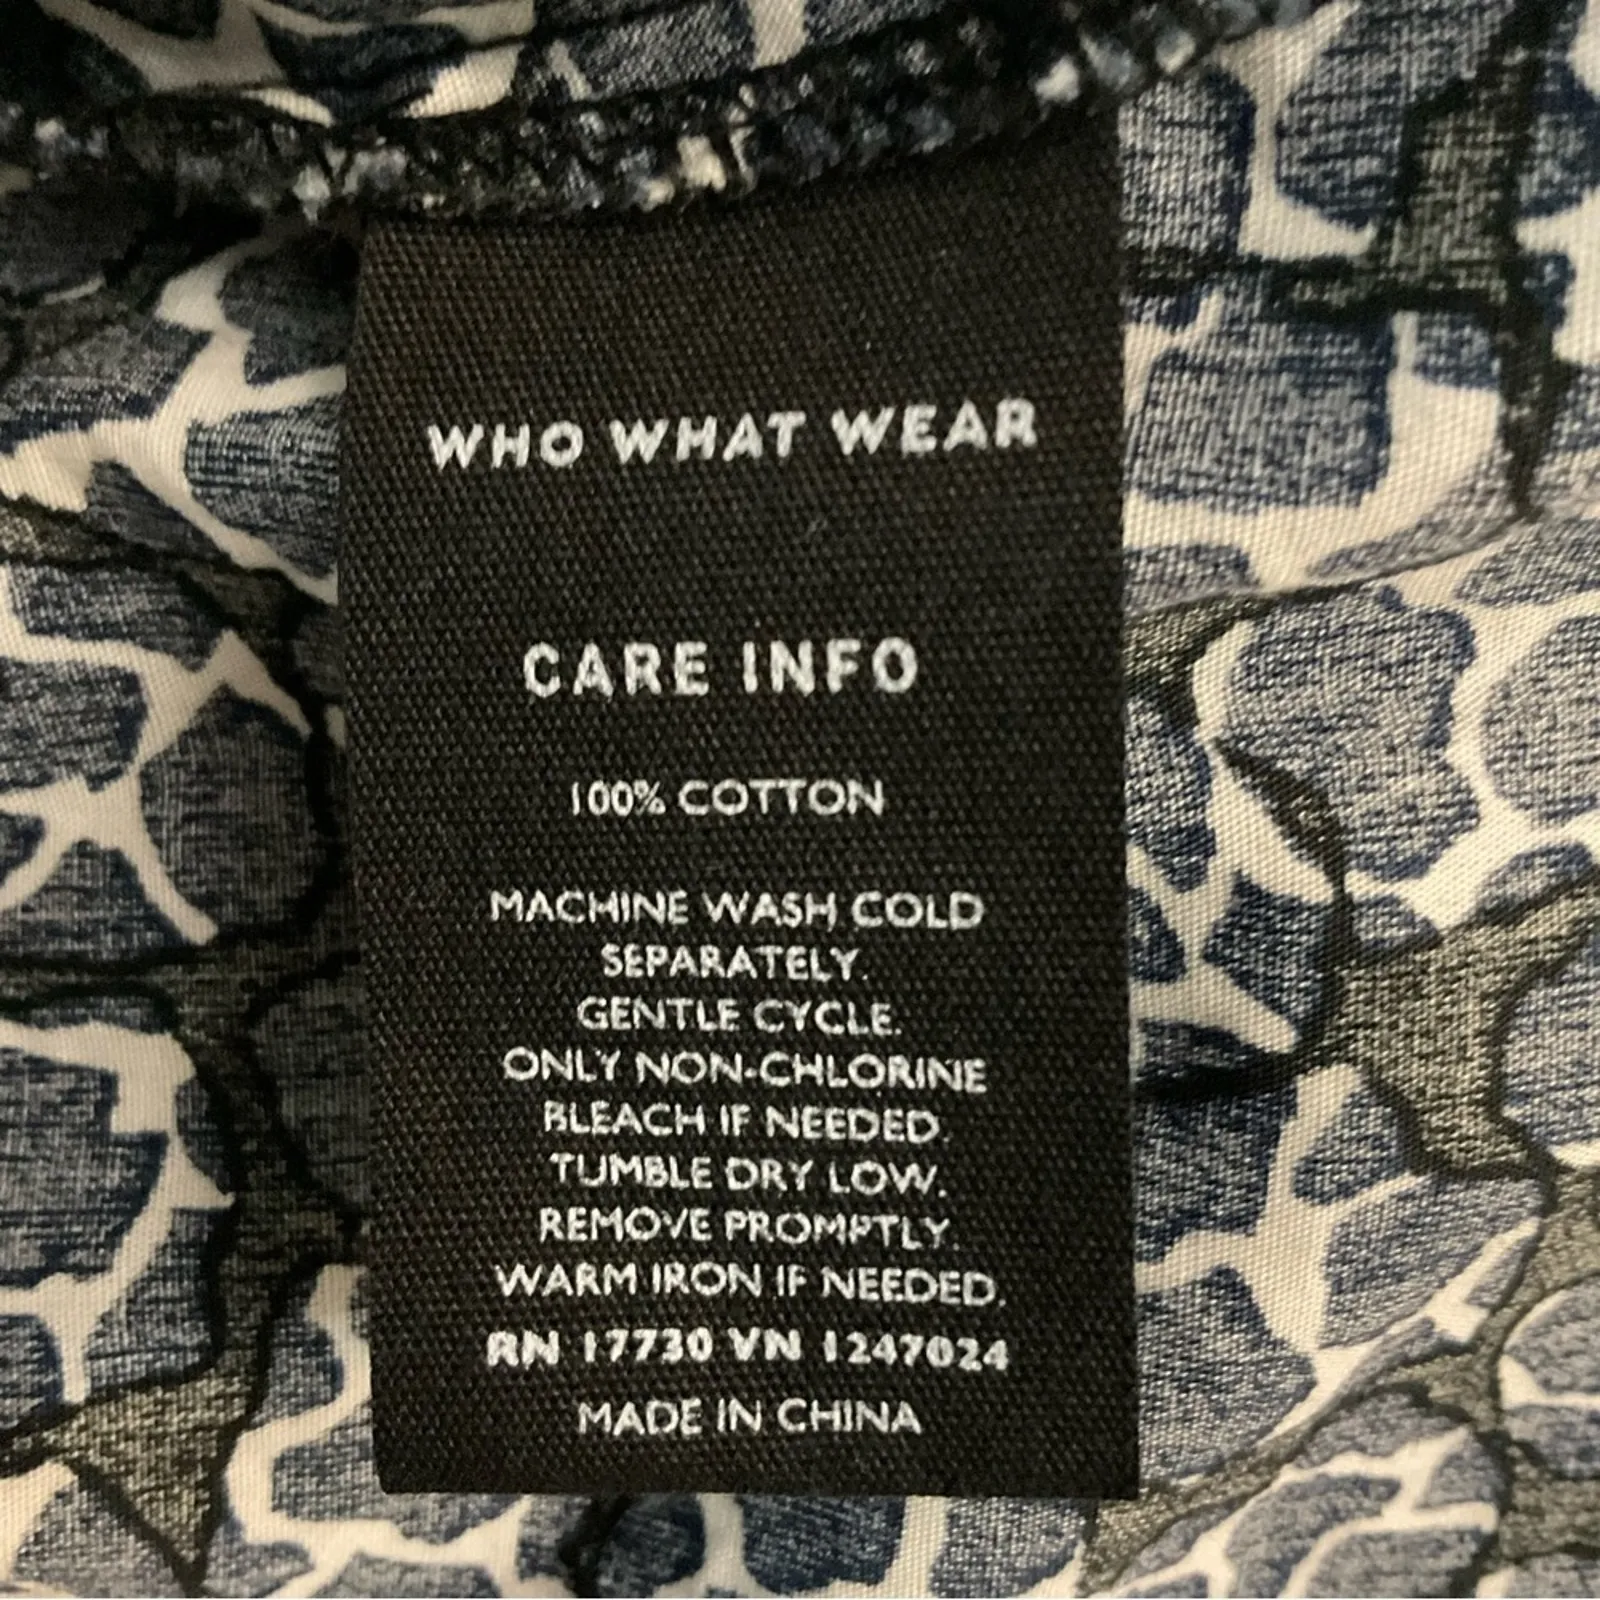 WHO WHAT WEAR
CARE INFO
100% COTTON
MACHINE WASH COLD
SEPARATELY.
GENTLE CYCLE.
ONLY NON-CHLORINE
BLEACH IF NEEDED.
TUMBLE DRY LOW.
REMOVE PROMPTLY.
WARM IRON IF NEEDED.
RN 17730 VN 1247024
MADE IN CHINA